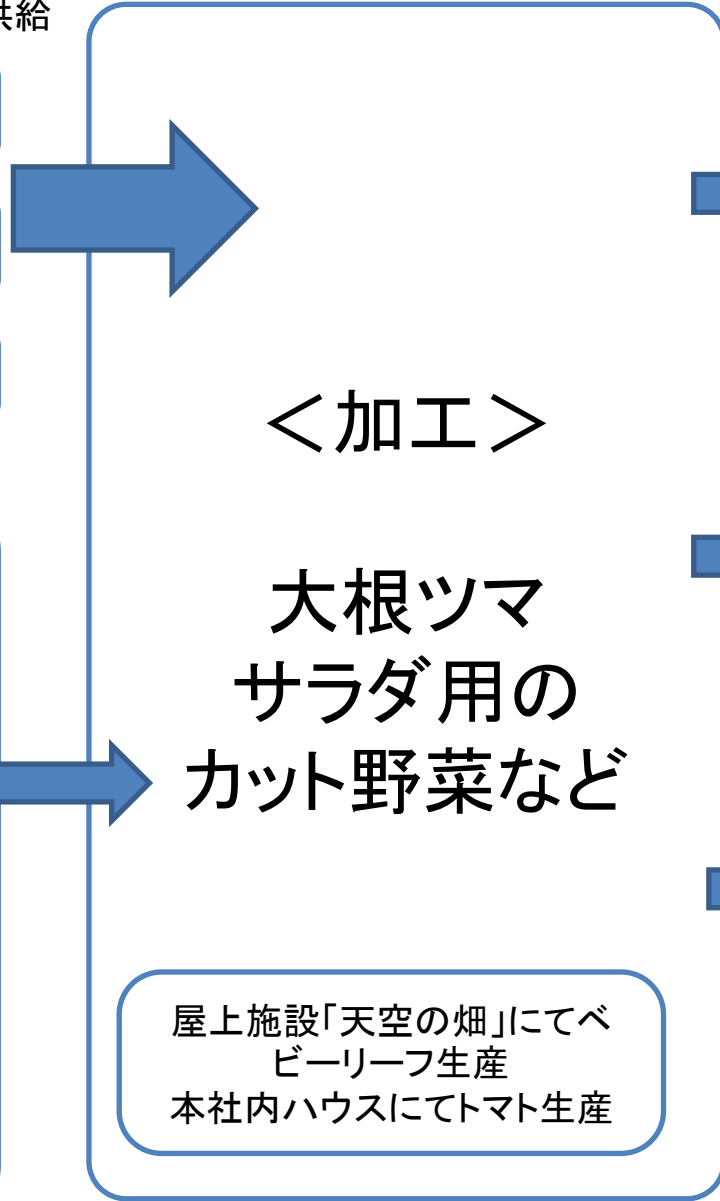 供給
＜加工＞
大根ツマ
サラダ用の
カット野菜など
屋上施設「天空の畑」にてベ
ビーリーフ生産
本社内ハウスにてトマト生産